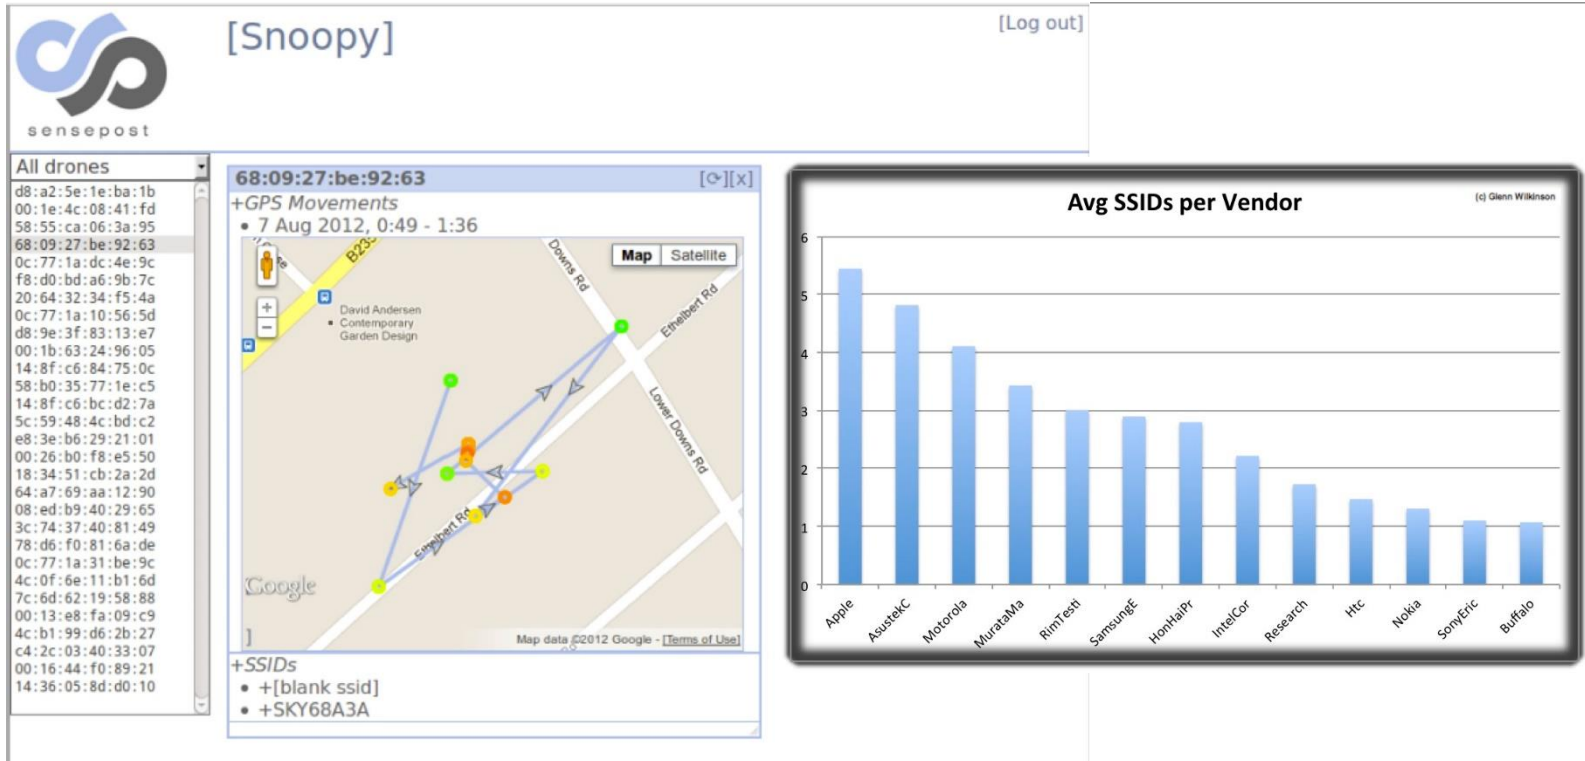 [Snoopy]
[Log out]
sensepost
All drones
d8:a2:5e:1e:ba:1b
00:1e:4c:08:41:fd
58:55:ca:06:3a:95
68:09:27:be:92:63
0c:77:1a:dc:4e:9c
f8:d0:bd:a6:9b:7c
20:64:32:34:f5:4a
0c:77:1a:10:56:5d
d8:9e:3f:83:13:e7
00:1b:63:24:96:05
14:8f:c6:84:75:0c
58:b0:35:77:1e:c5
14:8f:c6:bc:d2:7a
5c:59:48:4c:bd:c2
e8:3e:b6:29:21:01
00:26:b0:f8:e5:50
18:34:51:cb:2a:2d
64:a7:69:aa:12:90
08:ed:b9:40:29:65
3c:74:37:40:81:49
78:d6:f0:81:6a:de
0c:77:1a:31:be:9c
4c:0f:6e:11:b1:6d
7c:6d:62:19:58:88
00:13:e8:fa:09:c9
4c:b1:99:d6:2b:27
c4:2c:03:40:33:07
00:16:44:f0:89:21
14:36:05:8d:d0:10
68:09:27:be:92:63
[⟳][x]
+GPS Movements
• 7 Aug 2012, 0:49 - 1:36
Map
Satellite
Downs Rd
Ethelbert Rd
David Andersen
Contemporary
Garden Design
Lower Downs Rd
Ethelbert Rd
Google
]
Map data ©2012 Google - [Terms of Use]
+SSIDs
• +[blank ssid]
• +SKY68A3A
Avg SSIDs per Vendor
(c) Glenn Wilkinson
6
5
4
3
2
1
0
Apple
AsustekC
Motorola
MurataMa
RimTesti
SamsungE
HonHaiPr
IntelCor
Research
Htc
Nokia
SonyEric
Buffalo